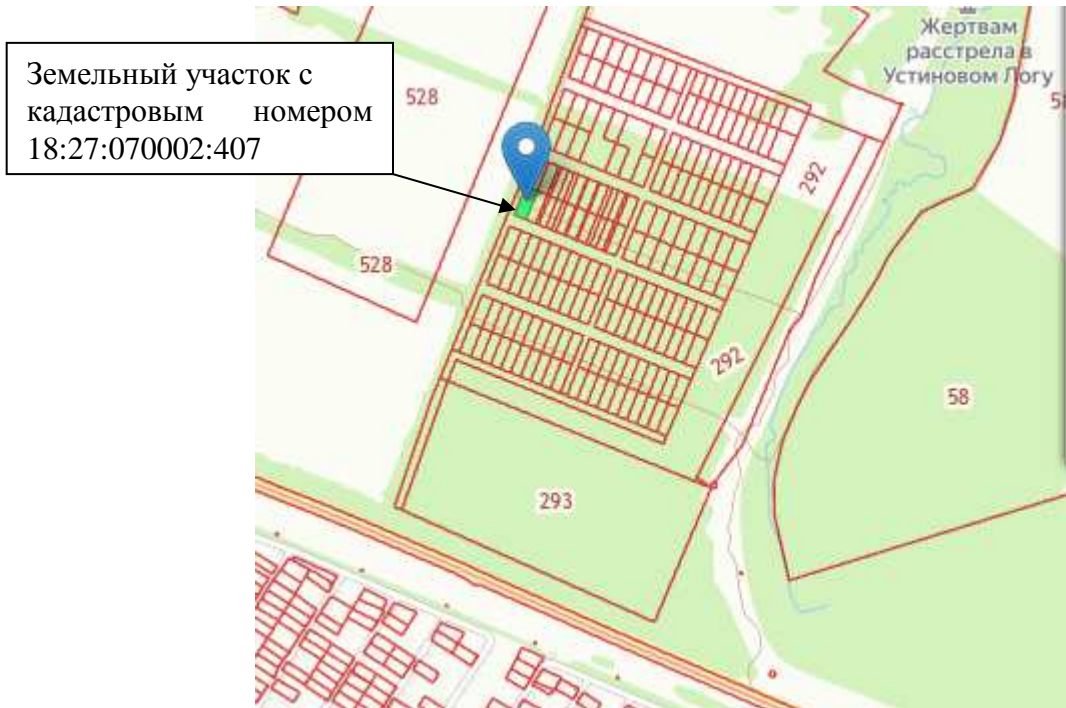 Земельный участок с
кадастровым номером
18:27:070002:407
Жертвам
расстрела в
Устиновом Логу
528
528
292
292
58
293